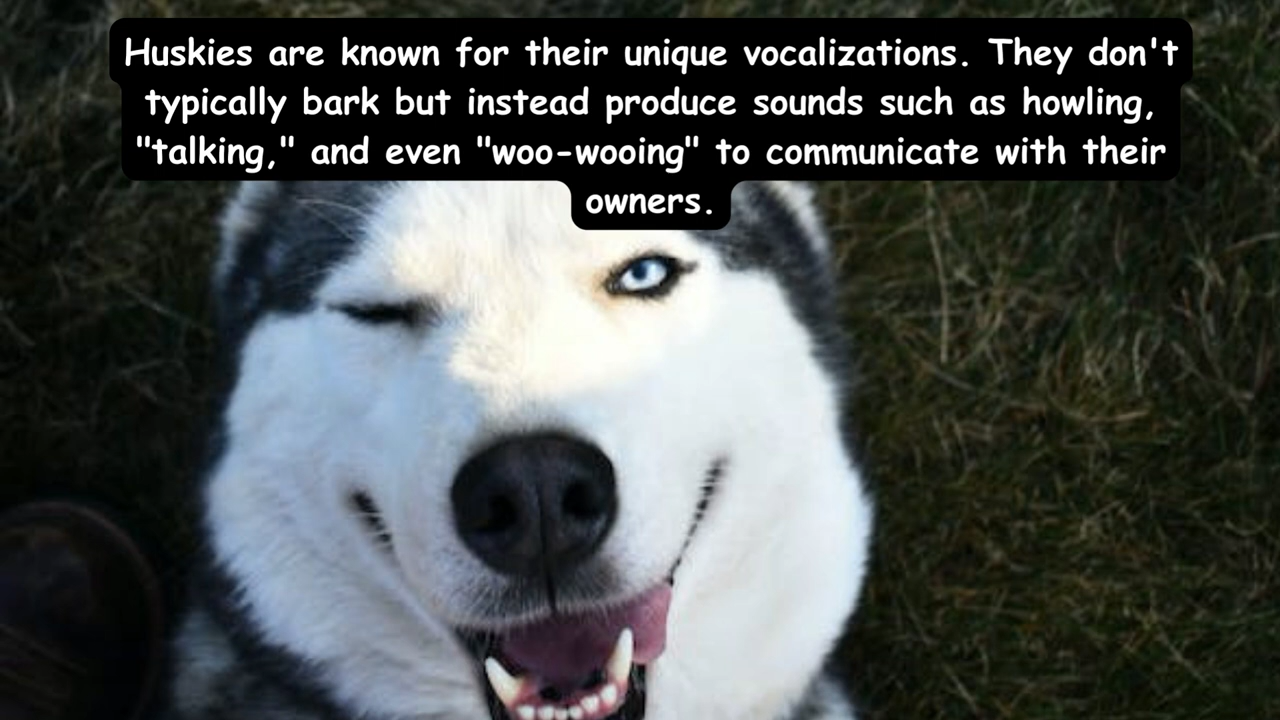 Huskies are known for their unique vocalizations. They don't
typically bark but instead produce sounds such as howling,
"talking," and even "woo-wooing" to communicate with their
owners.